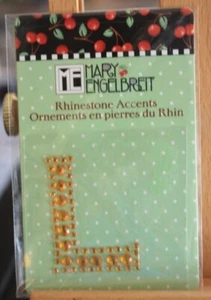 ME
MARY
ENGELBREIT
Rhinestone Accents
Ornements en pierres du Rhin